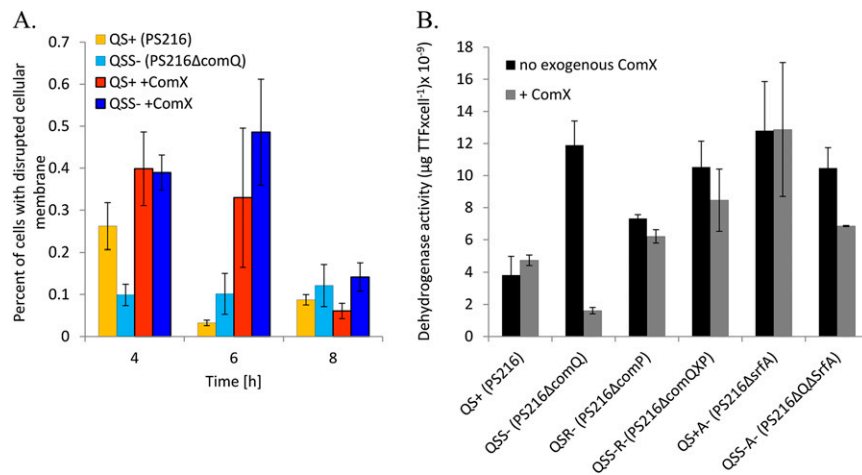 A.
Percent of cells with disrupted cellular
membrane
0.7
0.6
0.5
0.4
0.3
0.2
0.1
0
QS+ (PS216)
QSS- (PS216ΔcomQ)
QS+ +ComX
QSS- +ComX
4 6 8
Time [h]
B.
Dehydrogenase activity (μg TTFxcell⁻¹)x 10⁻⁹)
18
16
14
12
10
8
6
4
2
0
no exogenous ComX
+ ComX
QS+ (PS216)
QSS- (PS216ΔcomQ)
QSR- (PS216ΔcomP)
QSS-R-(PS216ΔcomQXP)
QS+A- (PS216ΔsrfA)
QSS-A- (PS216ΔQΔSrfA)